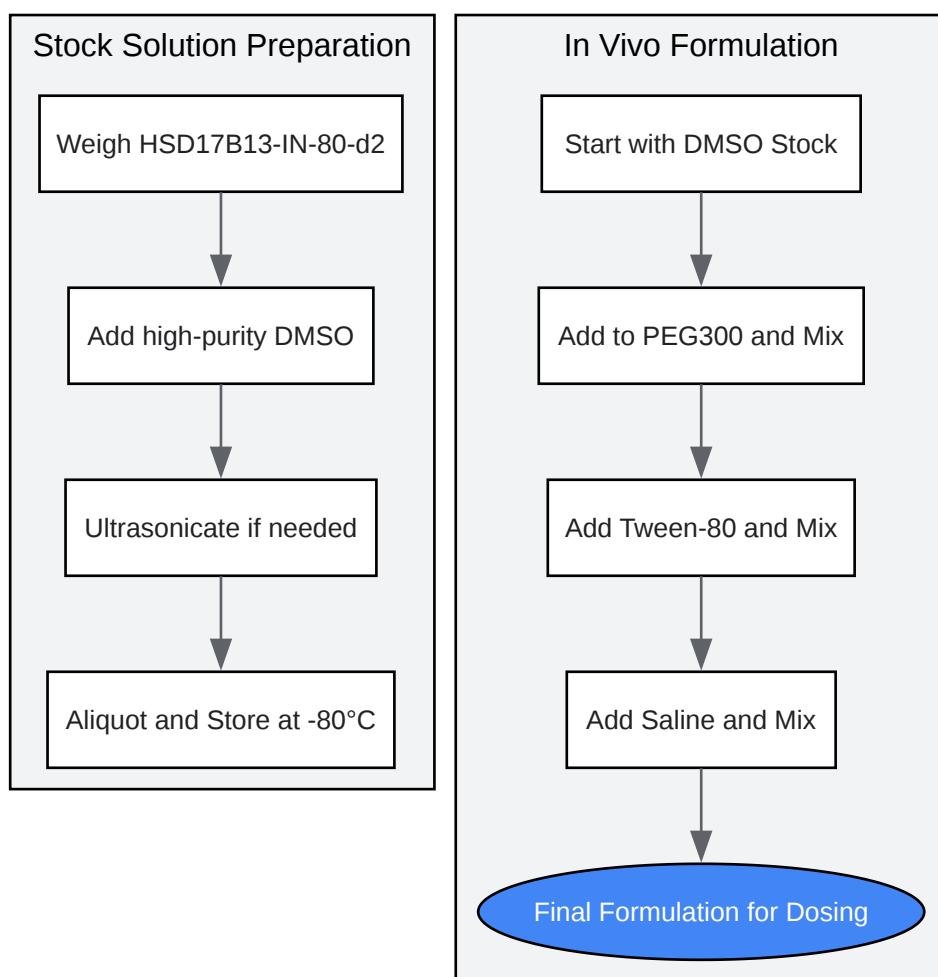 Stock Solution Preparation
Weigh HSD17B13-IN-80-d2
Add high-purity DMSO
Ultrasonicate if needed
Aliquot and Store at -80°C
In Vivo Formulation
Start with DMSO Stock
Add to PEG300 and Mix
Add Tween-80 and Mix
Add Saline and Mix
Final Formulation for Dosing